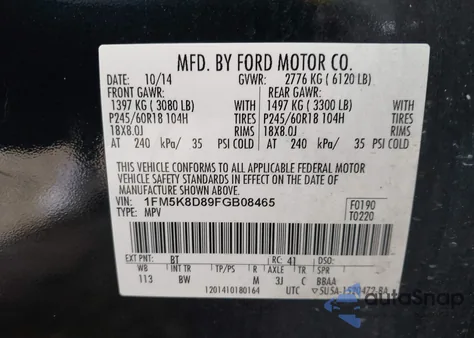 MFD. BY FORD MOTOR CO.
DATE: 10/14 GVWR: 2776 KG ( 6120 LB)
FRONT GAWR: REAR GAWR:
1397 KG ( 3080 LB) WITH 1497 KG ( 3300 LB) WITH
P245/60R18 104H TIRES P245/60R18 104H TIRES
18X8.0J RIMS 18X8.0J RIMS
AT 240 kPa/ 35 PSI COLD AT 240 kPa/ 35 PSI COLD
THIS VEHICLE CONFORMS TO ALL APPLICABLE FEDERAL MOTOR
VEHICLE SAFETY STANDARDS IN EFFECT ON THE DATE OF
MANUFACTURE SHOWN ABOVE.
VIN: 1FM5K8D89FGB08465 F0190
TYPE: MPV T0220
EXT PNT: BT RC: 41 DSO:
WB INT TR TP/PS R AXLE TR SPR
113 BW M 3J C BBAA
1201410180164 UTC ▽5USA-1520472-BA
AutoSnap